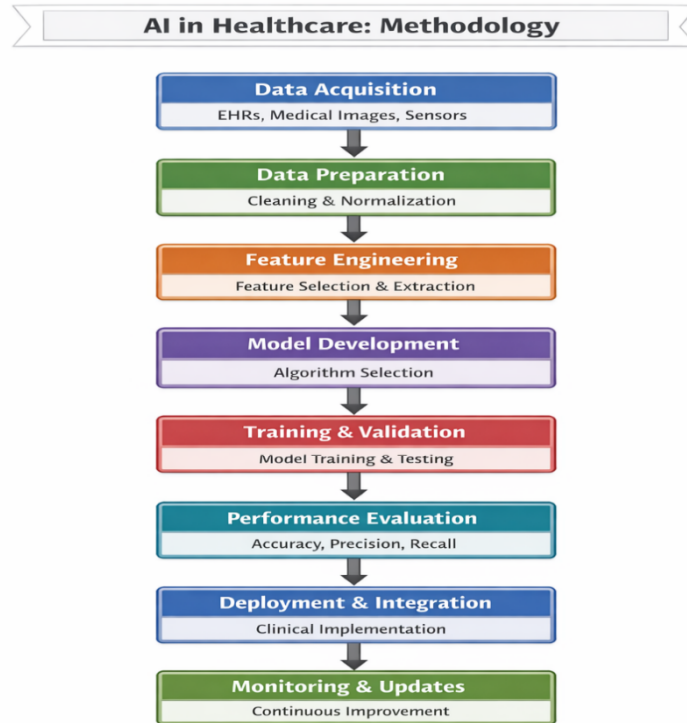 AI in Healthcare: Methodology
Data Acquisition
EHRs, Medical Images, Sensors
Data Preparation
Cleaning & Normalization
Feature Engineering
Feature Selection & Extraction
Model Development
Algorithm Selection
Training & Validation
Model Training & Testing
Performance Evaluation
Accuracy, Precision, Recall
Deployment & Integration
Clinical Implementation
Monitoring & Updates
Continuous Improvement